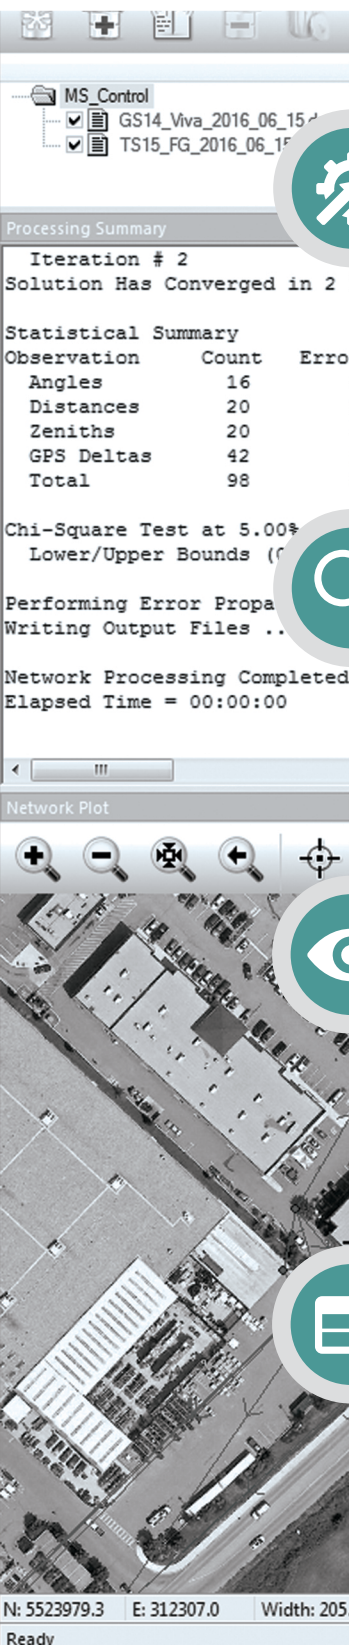 MS_Control
GS14_Viva_2016_06_15.d
TS15_FG_2016_06_15
Processing Summary
Iteration # 2
Solution Has Converged in 2
Statistical Summary
Observation Count Erro
Angles 16
Distances 20
Zeniths 20
GPS Deltas 42
Total 98
Chi-Square Test at 5.00%
Lower/Upper Bounds (
Performing Error Propa
Writing Output Files ..
Network Processing Completed
Elapsed Time = 00:00:00
Network Plot
N: 5523979.3 E: 312307.0 Width: 205.
Ready